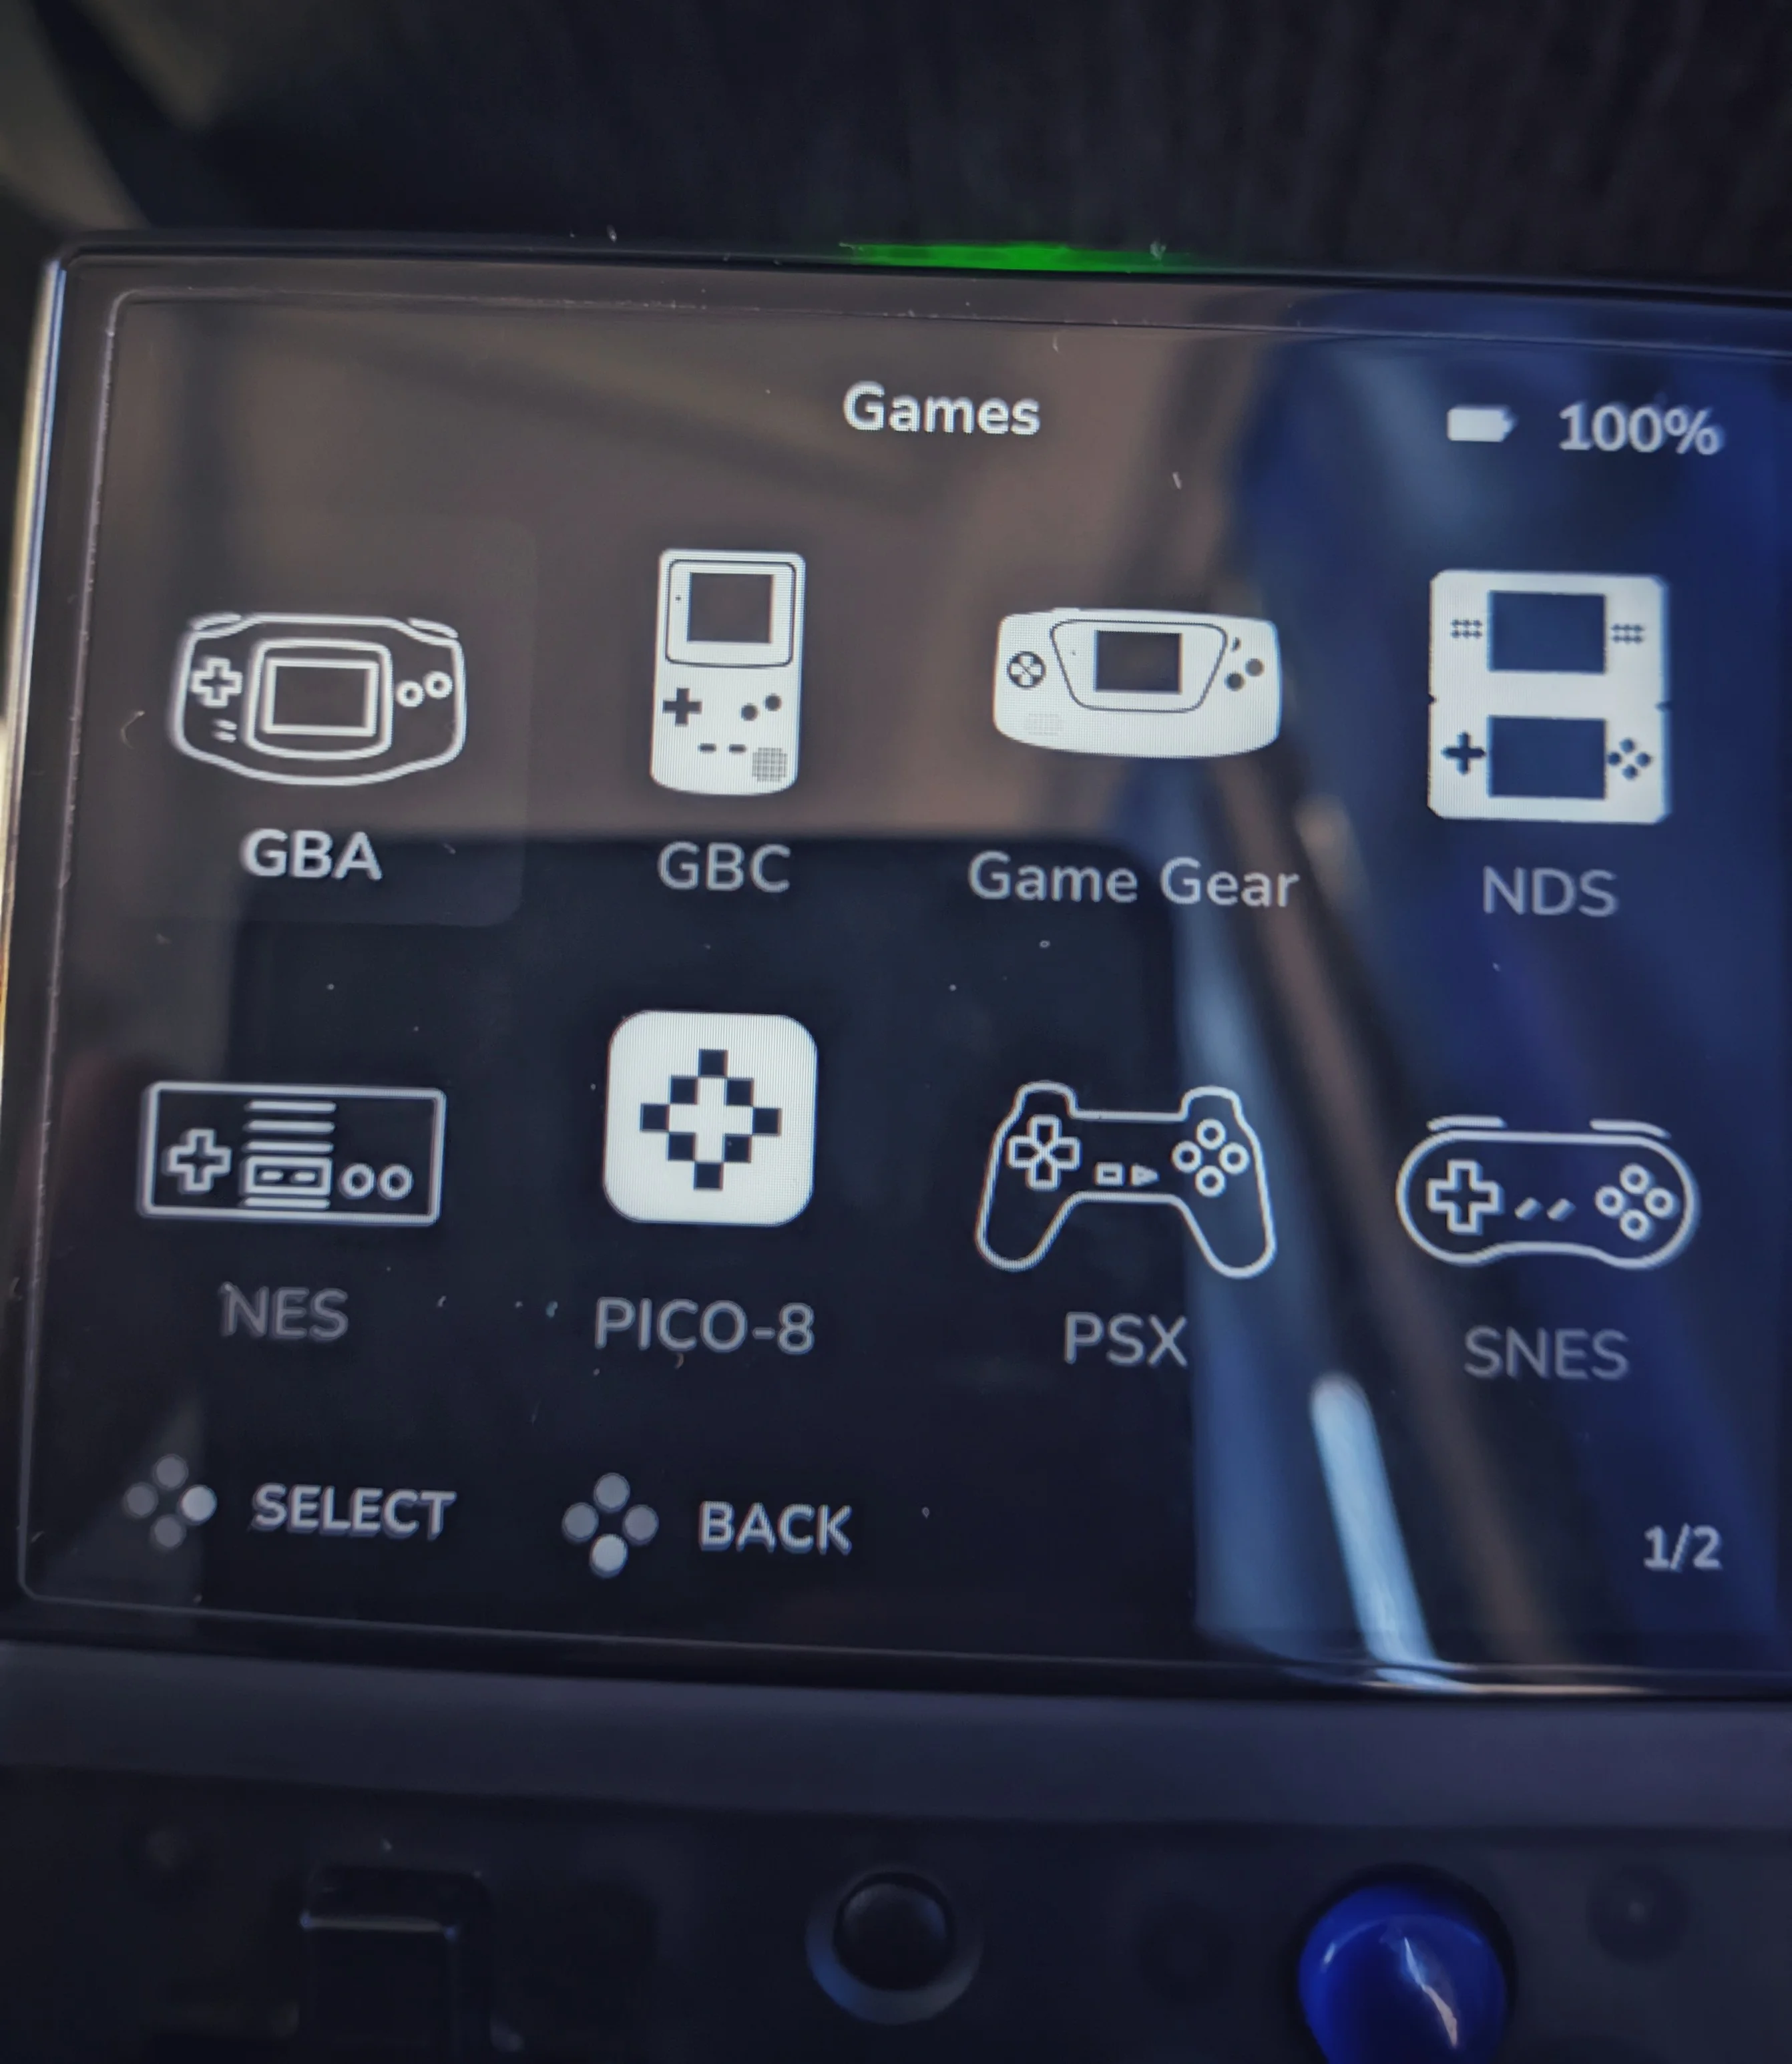 Games
100%
GBA
GBC
Game Gear
NDS
NES
PICO-8
PSX
SNES
SELECT
BACK
1/2